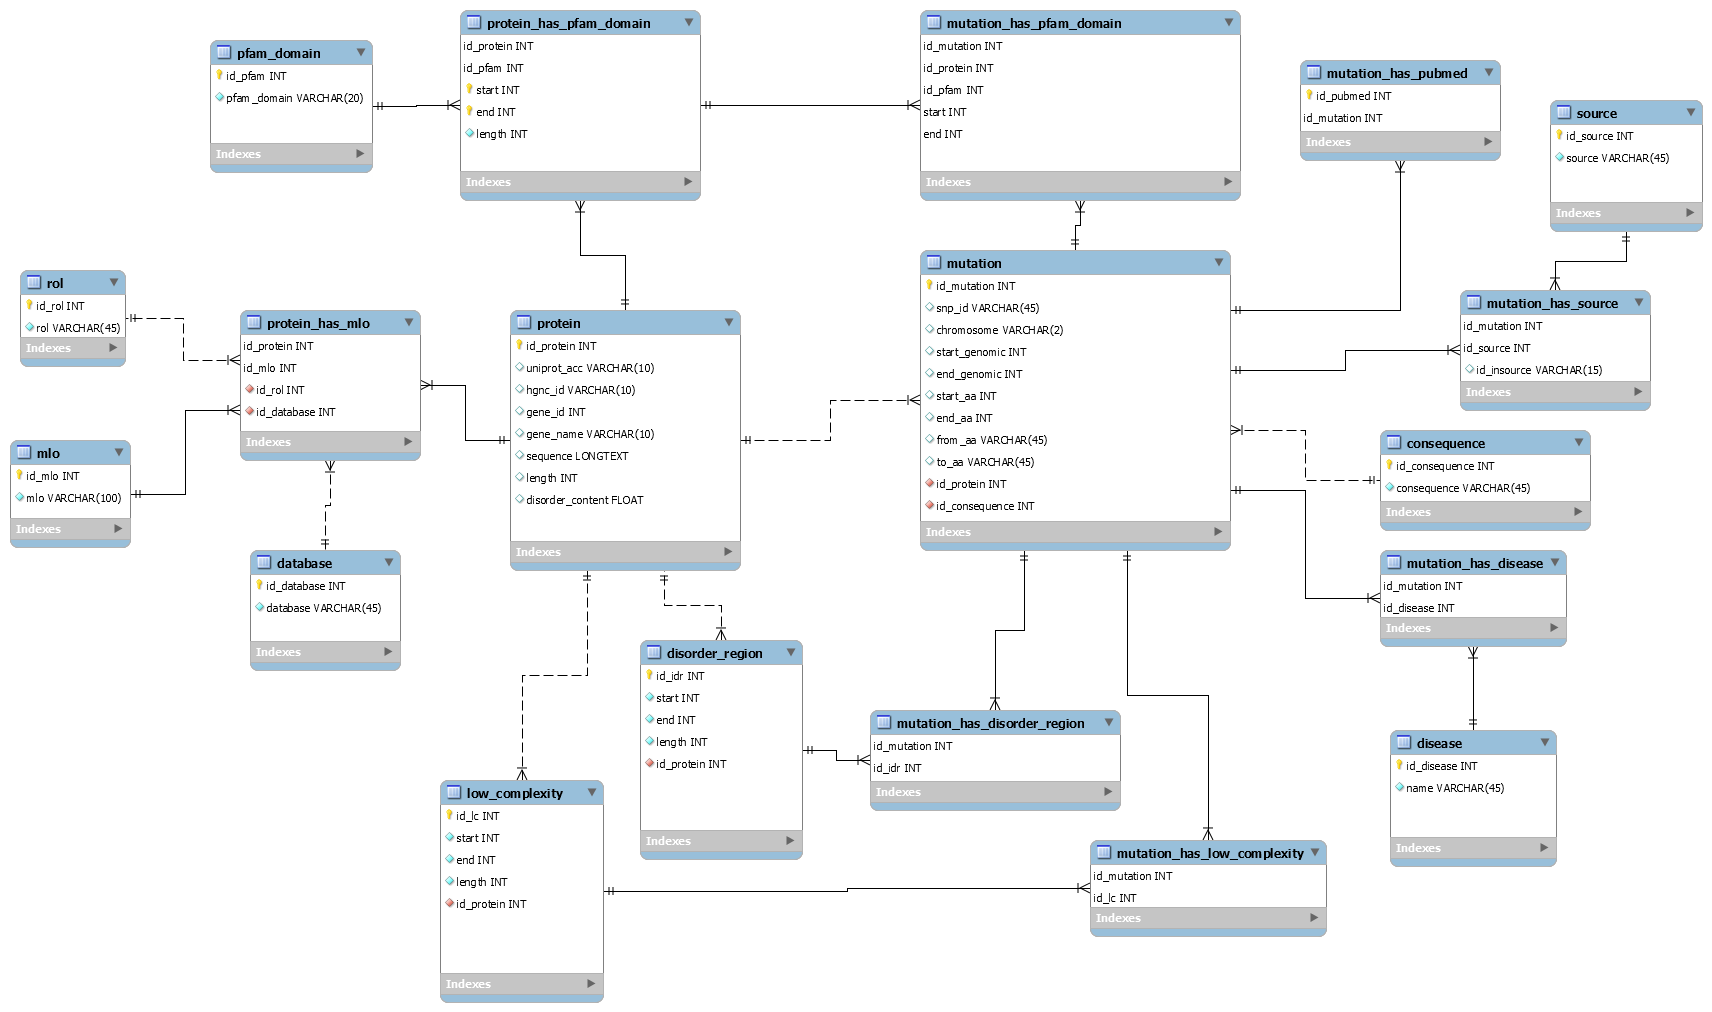 pfam_domain
id_pfam INT
pfam_domain VARCHAR(20)
Indexes
protein_has_pfam_domain
id_protein INT
id_pfam INT
start INT
end INT
length INT
Indexes
mutation_has_pfam_domain
id_mutation INT
id_protein INT
id_pfam INT
start INT
end INT
Indexes
mutation_has_pubmed
id_pubmed INT
id_mutation INT
Indexes
source
id_source INT
source VARCHAR(45)
Indexes
rol
id_rol INT
rol VARCHAR(45)
Indexes
protein_has_mlo
id_protein INT
id_mlo INT
id_rol INT
id_database INT
Indexes
protein
id_protein INT
uniprot_acc VARCHAR(10)
hgnc_id VARCHAR(10)
gene_id INT
gene_name VARCHAR(10)
sequence LONGTEXT
length INT
disorder_content FLOAT
Indexes
mutation
id_mutation INT
snp_id VARCHAR(45)
chromosome VARCHAR(2)
start_genomic INT
end_genomic INT
start_aa INT
end_aa INT
from_aa VARCHAR(45)
to_aa VARCHAR(45)
id_protein INT
id_consequence INT
Indexes
mutation_has_source
id_mutation INT
id_source INT
id_insource VARCHAR(15)
Indexes
mlo
id_mlo INT
mlo VARCHAR(100)
Indexes
consequence
id_consequence INT
consequence VARCHAR(45)
Indexes
database
id_database INT
database VARCHAR(45)
Indexes
mutation_has_disease
id_mutation INT
id_disease INT
Indexes
disorder_region
id_idr INT
start INT
end INT
length INT
id_protein INT
Indexes
mutation_has_disorder_region
id_mutation INT
id_idr INT
Indexes
disease
id_disease INT
name VARCHAR(45)
Indexes
low_complexity
id_lc INT
start INT
end INT
length INT
id_protein INT
Indexes
mutation_has_low_complexity
id_mutation INT
id_lc INT
Indexes